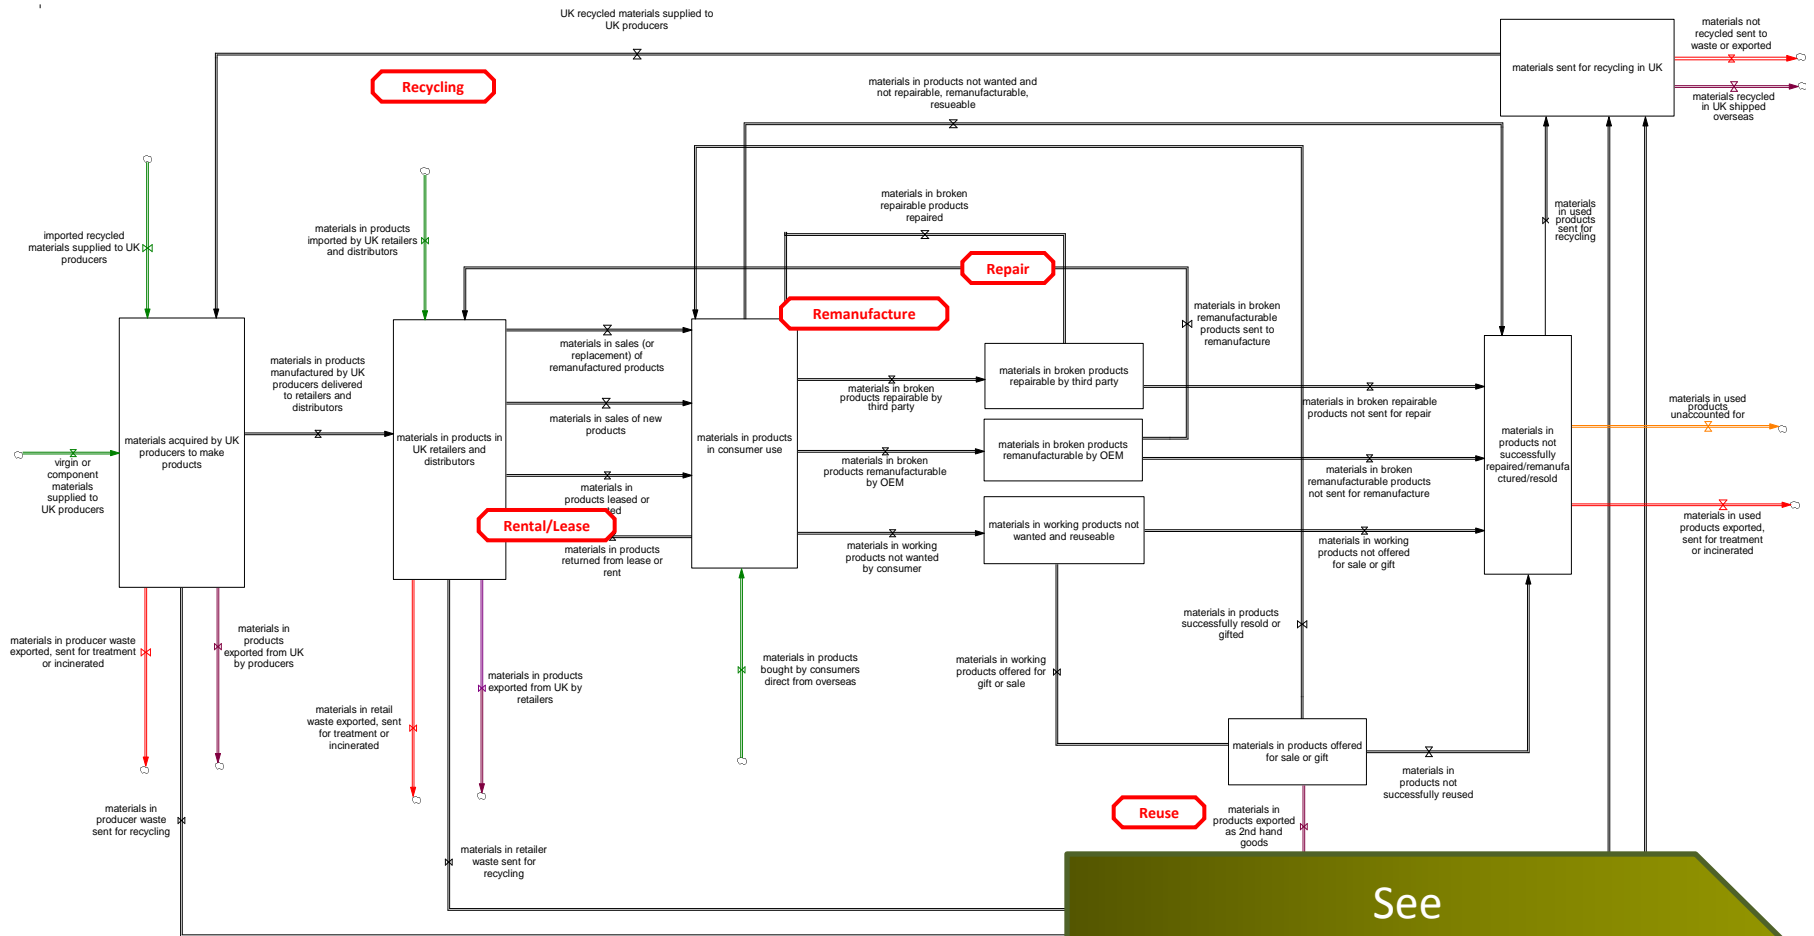 UK recycled materials supplied to
UK producers
materials not
recycled sent to
waste or exported
materials sent for recycling in UK
materials recycled
in UK shipped
overseas
Recycling
materials in products not wanted and
not repairable, remanufacturable,
resueable
materials in broken
repairable products
repaired
materials
in used
products
sent for
recycling
imported recycled
materials supplied to UK
producers
materials in products
imported by UK retailers
and distributors
Repair
Remanufacture
materials in broken
remanufacturable
products sent to
remanufacture
materials in sales (or
replacement) of
remanufactured products
materials in products
manufactured by UK
producers delivered
to retailers and
distributors
materials in broken products
repairable by third party
materials in broken
products repairable by
third party
materials in broken repairable
products not sent for repair
materials in used
products
unaccounted for
materials in sales of new
products
materials acquired by UK
producers to make
products
materials in products in
UK retailers and
distributors
materials in products
in consumer use
materials in broken products
remanufacturable by OEM
materials in
products not
successfully
repaired/remanufa
ctured/resold
virgin or
component
materials
supplied to
UK producers
materials in broken
products remanufacturable
by OEM
materials in broken
remanufacturable products
not sent for remanufacture
materials in
products leased or
Rental/Lease
materials in working products not
wanted and reuseable
materials in used
products exported,
sent for treatment
or incinerated
materials in products
returned from lease or
rent
materials in working
products not wanted
by consumer
materials in working
products not offered
for sale or gift
materials in products
successfully resold or
gifted
materials in producer waste
exported, sent for treatment
or incinerated
materials in
products
exported from UK
by producers
materials in products
exported from UK by
retailers
materials in products
bought by consumers
direct from overseas
materials in working
products offered for
gift or sale
materials in retail
waste exported, sent
for treatment or
incinerated
materials in products offered
for sale or gift
materials in
products not
successfully reused
materials in
producer waste
sent for recycling
Reuse
materials in
products exported
as 2nd hand
goods
materials in retailer
waste sent for
recycling
See